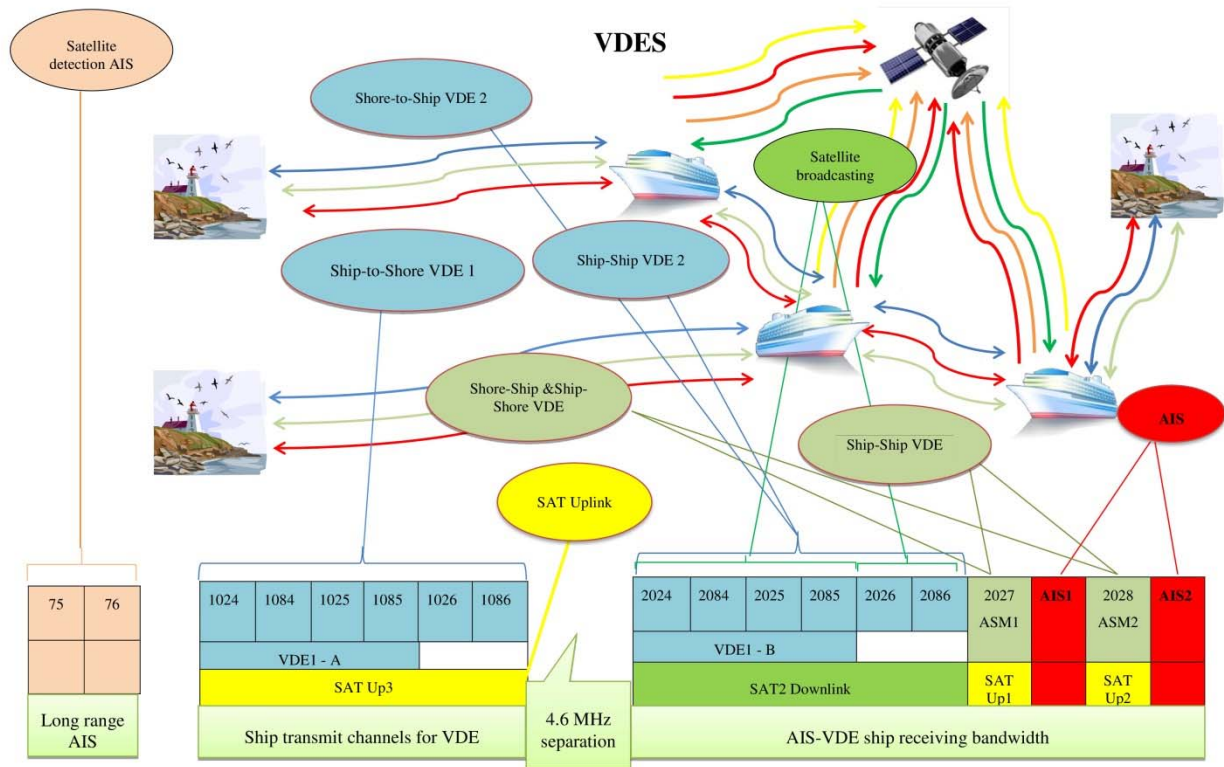 VDES
Satellite
detection AIS
Shore-to-Ship VDE 2
Satellite
broadcasting
Ship-to-Shore VDE 1
Ship-Ship VDE 2
Shore-Ship &Ship-
Shore VDE
Ship-Ship VDE
AIS
SAT Uplink
75 76
1024 1084 1025 1085 1026 1086
2024 2084 2025 2085 2026 2086 2027 AIS1 2028 AIS2
ASM1 ASM2
VDE1 - A
VDE1 - B
SAT Up3
SAT2 Downlink
SAT
Up1
SAT
Up2
Long range
AIS
Ship transmit channels for VDE
4.6 MHz
separation
AIS-VDE ship receiving bandwidth